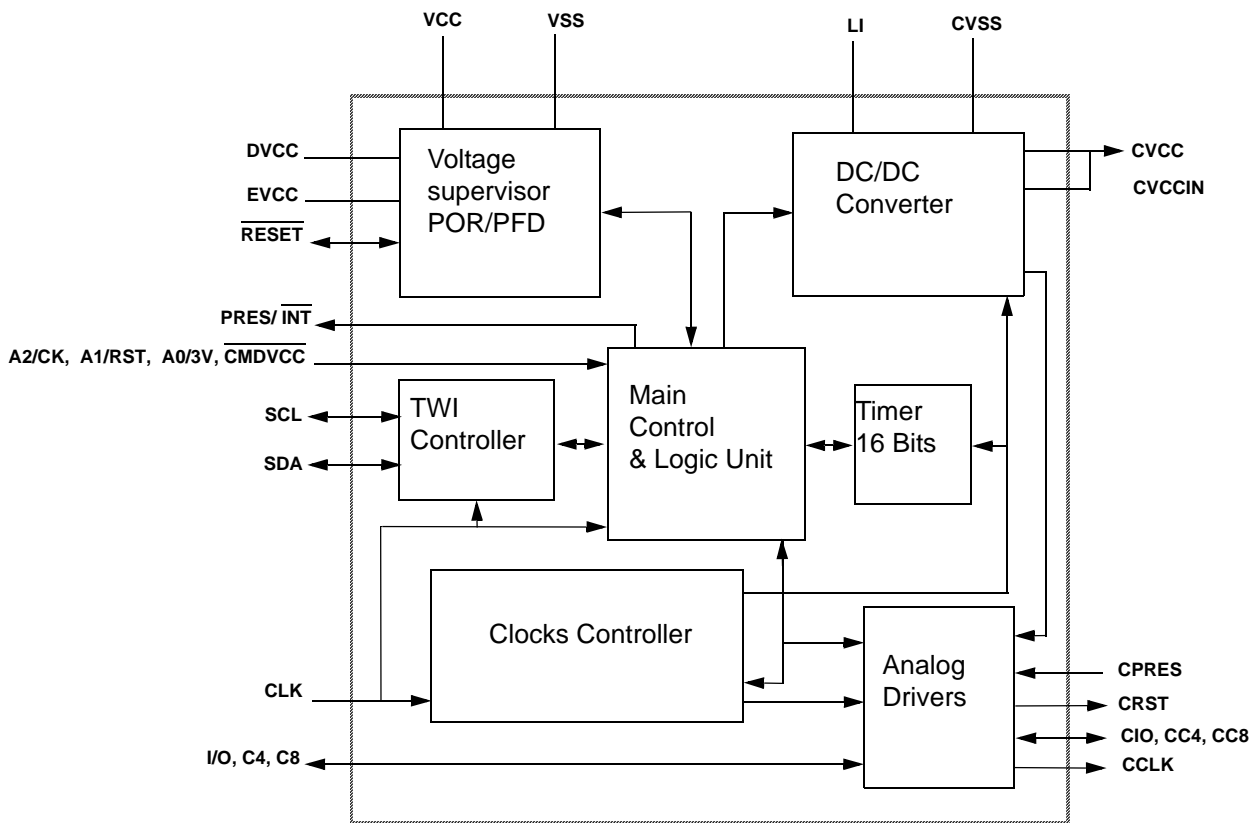 VCC
VSS
LI
CVSS
DVCC
EVCC
RESET
Voltage
supervisor
POR/PFD
DC/DC
Converter
CVCC
CVCCIN
PRES/ INT
A2/CK, A1/RST, A0/3V, CMDVCC
SCL
SDA
TWI
Controller
Main
Control
& Logic Unit
Timer
16 Bits
Clocks Controller
CLK
I/O, C4, C8
Analog
Drivers
CPRES
CRST
CIO, CC4, CC8
CCLK